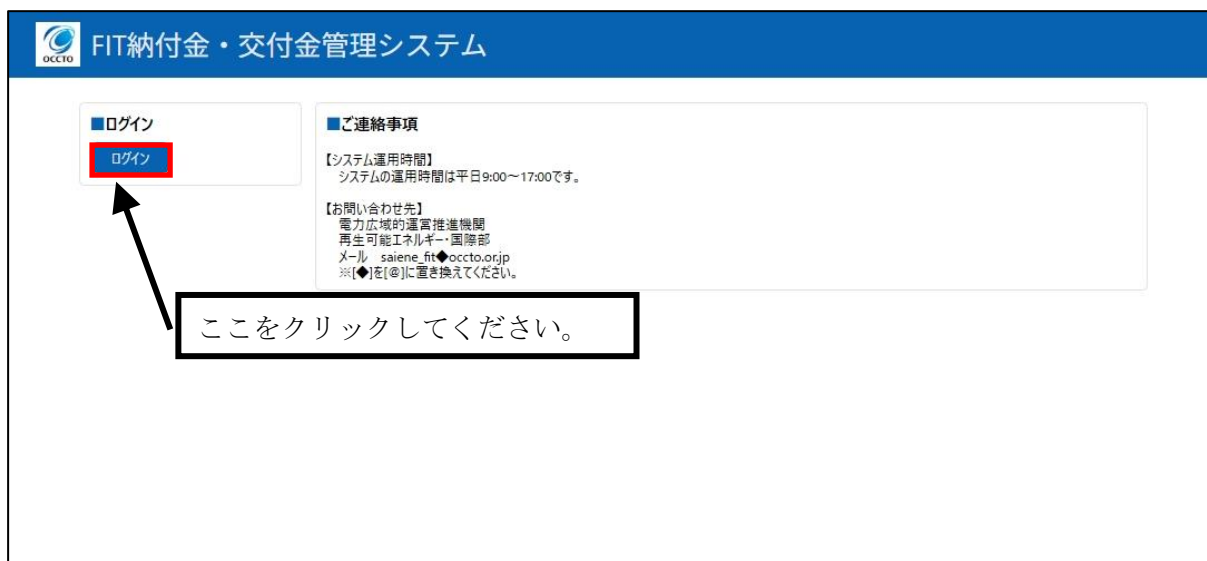 OCCTO
FIT納付金・交付金管理システム
■ログイン
ログイン
■ご連絡事項
【システム運用時間】
システムの運用時間は平日9:00～17:00です。
【お問い合わせ先】
電力広域的運営推進機関
再生可能エネルギー・国際部
メール saiene_fit◆occto.or.jp
※[◆]を[@]に置き換えてください。
ここをクリックしてください。